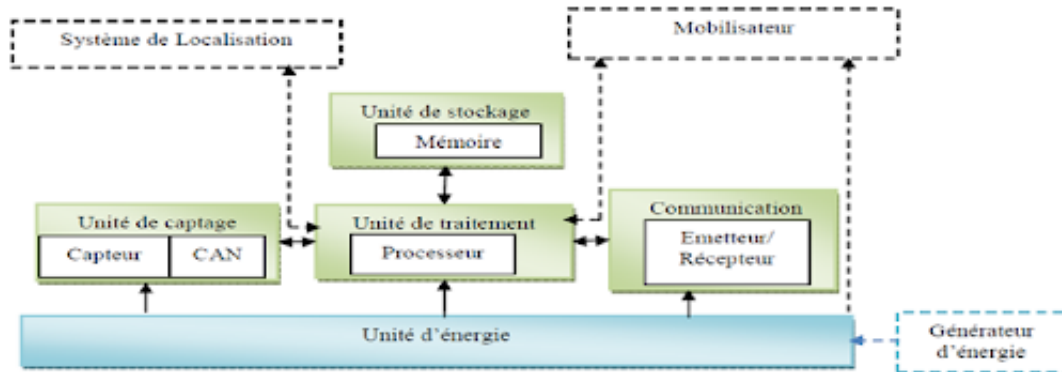 Système de Localisation
Mobilisateur
Unité de stockage
Mémoire
Unité de captage
Capteur
CAN
Unité de traitement
Processeur
Communication
Emetteur/
Récepteur
Unité d'énergie
Générateur
d'énergie